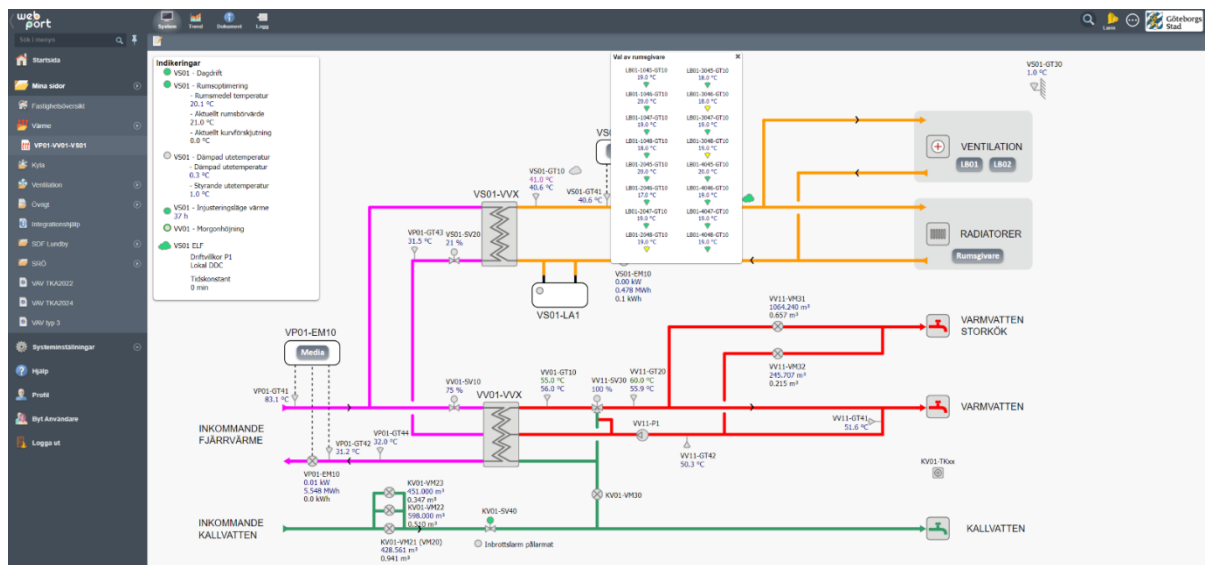 web port
System
Trend
Dokument
Logg
Larm
Göteborgs Stad
Sök i menyn
Startsida
Mina sidor
Fastighetsöversikt
Värme
VP01-VV01-VS01
Kyla
Ventilation
Övrigt
Integrationshjälp
SDF Lundby
SRÖ
VAV TKA2022
VAV TKA2024
VAV typ 3
Systeminställningar
Hjälp
Profil
Byt Användare
Logga ut
Indikeringar
VS01 - Dagdrift
VS01 - Rumsoptimering
- Rumsmedel temperatur
20.1 °C
- Aktuellt rumsbörvärde
21.0 °C
- Aktuell kurvförskjutning
0.0 °C
VS01 - Dämpad utetemperatur
- Dämpad utetemperatur
0.3 °C
- Styrande utetemperatur
1.0 °C
VS01 - Injusteringsläge värme
37 h
VV01 - Morgonhöjning
VS01 ELF
Driftvillkor P1
Lokal DDC
Tidskonstant
0 min
Val av rumsgivare
LB01-1045-GT10 LB01-3045-GT10
19.0 °C 18.0 °C
LB01-1046-GT10 LB01-3046-GT10
20.0 °C 18.0 °C
LB01-1047-GT10 LB01-3047-GT10
19.0 °C 19.0 °C
LB01-1048-GT10 LB01-3048-GT10
18.0 °C 19.0 °C
LB01-2045-GT10 LB01-4045-GT10
20.0 °C 20.0 °C
LB01-2046-GT10 LB01-4046-GT10
17.0 °C 19.0 °C
LB01-2047-GT10 LB01-4047-GT10
19.0 °C 19.0 °C
LB01-2048-GT10 LB01-4048-GT10
19.0 °C 19.0 °C
VS01-GT30
1.0 °C
VENTILATION
LB01 LB02
RADIATORER
Rumsgivare
VS
VS01-GT10
41.0 °C
40.6 °C
VS01-GT41
40.6 °C
VS01-VVX
VP01-GT43
31.5 °C
VS01-SV20
21 %
VS01-EM10
0.00 kW
0.478 MWh
0.1 kWh
VS01-LA1
VV11-VM31
1064.240 m³
0.657 m³
VARMVATTEN
STORKÖK
VV11-VM32
245.707 m³
0.215 m³
VP01-EM10
Media
VP01-GT41
83.1 °C
VV01-SV10
75 %
VV01-VVX
VV01-GT10
55.0 °C
56.0 °C
VV11-SV30
100 %
VV11-GT20
60.0 °C
55.9 °C
VARMVATTEN
VV11-GT41
51.6 °C
VV11-P1
VV11-GT42
50.3 °C
INKOMMANDE
FJÄRRVÄRME
VP01-GT44
32.0 °C
VP01-GT42
31.2 °C
VP01-EM10
0.01 kW
5.548 MWh
0.0 kWh
KV01-TKxx
KV01-VM23
451.000 m³
0.347 m³
KV01-VM22
598.000 m³
0.510 m³
KV01-VM30
KV01-SV40
INKOMMANDE
KALLVATTEN
KV01-VM21 (VM20)
428.561 m³
0.941 m³
Inbrottslarm pålarmat
KALLVATTEN